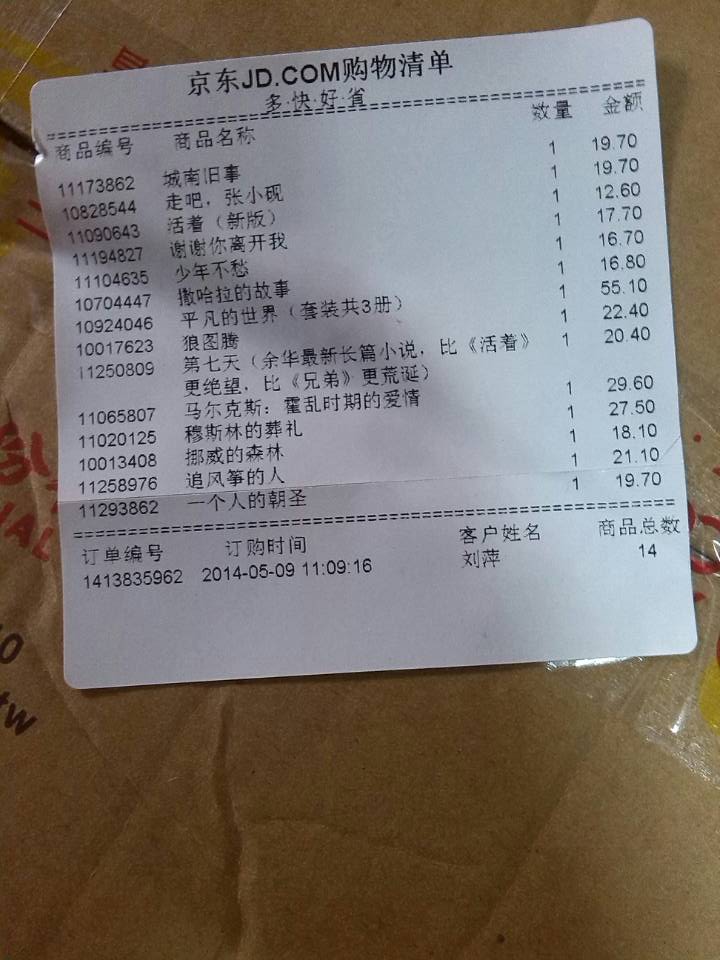 京东JD.COM购物清单
多·快·好·省
商品编号 商品名称 数量 金额
11173862 城南旧事 1 19.70
10828544 走吧，张小砚 1 19.70
11090643 活着（新版） 1 12.60
11194827 谢谢你离开我 1 17.70
11104635 少年不愁 1 16.70
10704447 撒哈拉的故事 1 16.80
10924046 平凡的世界（套装共3册） 1 55.10
10017623 狼图腾 1 22.40
11250809 第七天（余华最新长篇小说，比《活着》 1 20.40
更绝望，比《兄弟》更荒诞）
11065807 马尔克斯：霍乱时期的爱情 1 29.60
11020125 穆斯林的葬礼 1 27.50
10013408 挪威的森林 1 18.10
11258976 追风筝的人 1 21.10
11293862 一个人的朝圣 1 19.70
订单编号 订购时间 客户姓名 商品总数
1413835962 2014-05-09 11:09:16 刘萍 14
tw